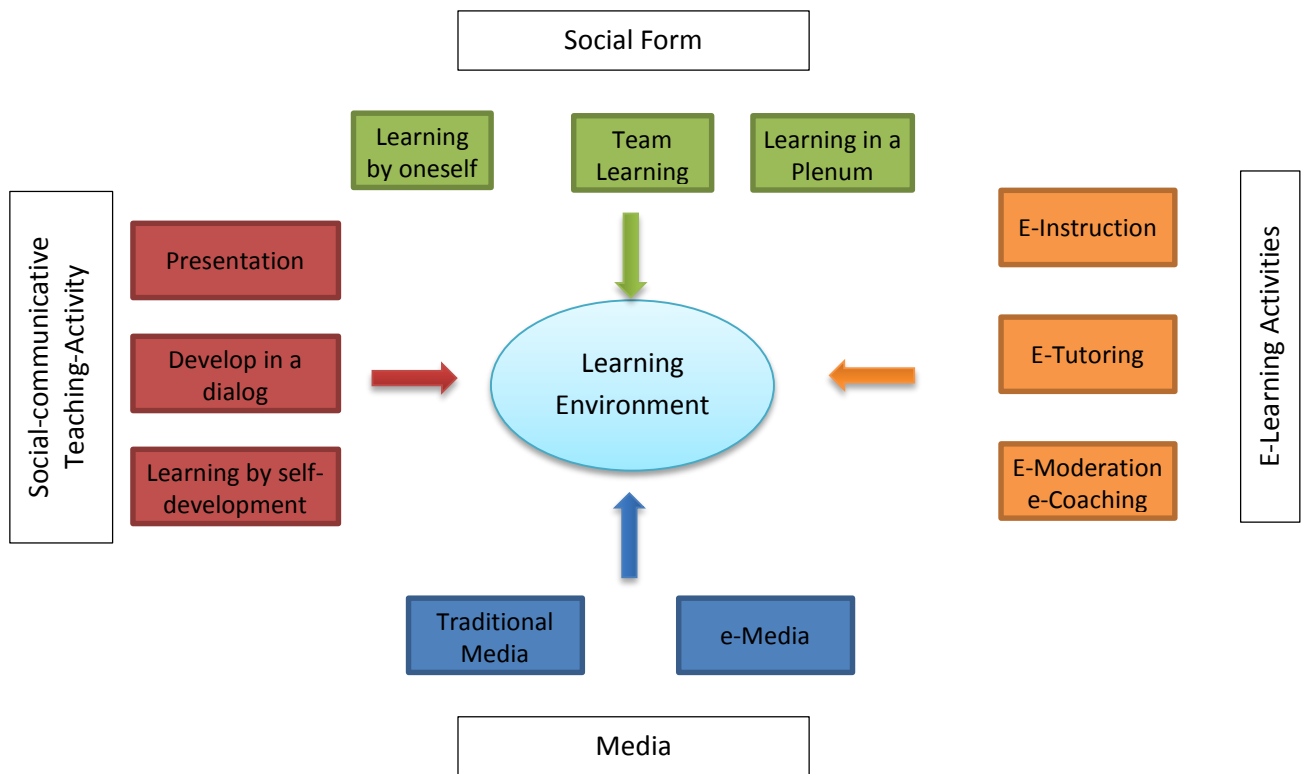 Social Form
Learning
by oneself
Team
Learning
Learning in a
Plenum
Social-communicative
Teaching-Activity
Presentation
Develop in a
dialog
Learning by self-
development
Learning
Environment
E-Instruction
E-Tutoring
E-Moderation
e-Coaching
E-Learning Activities
Traditional
Media
e-Media
Media